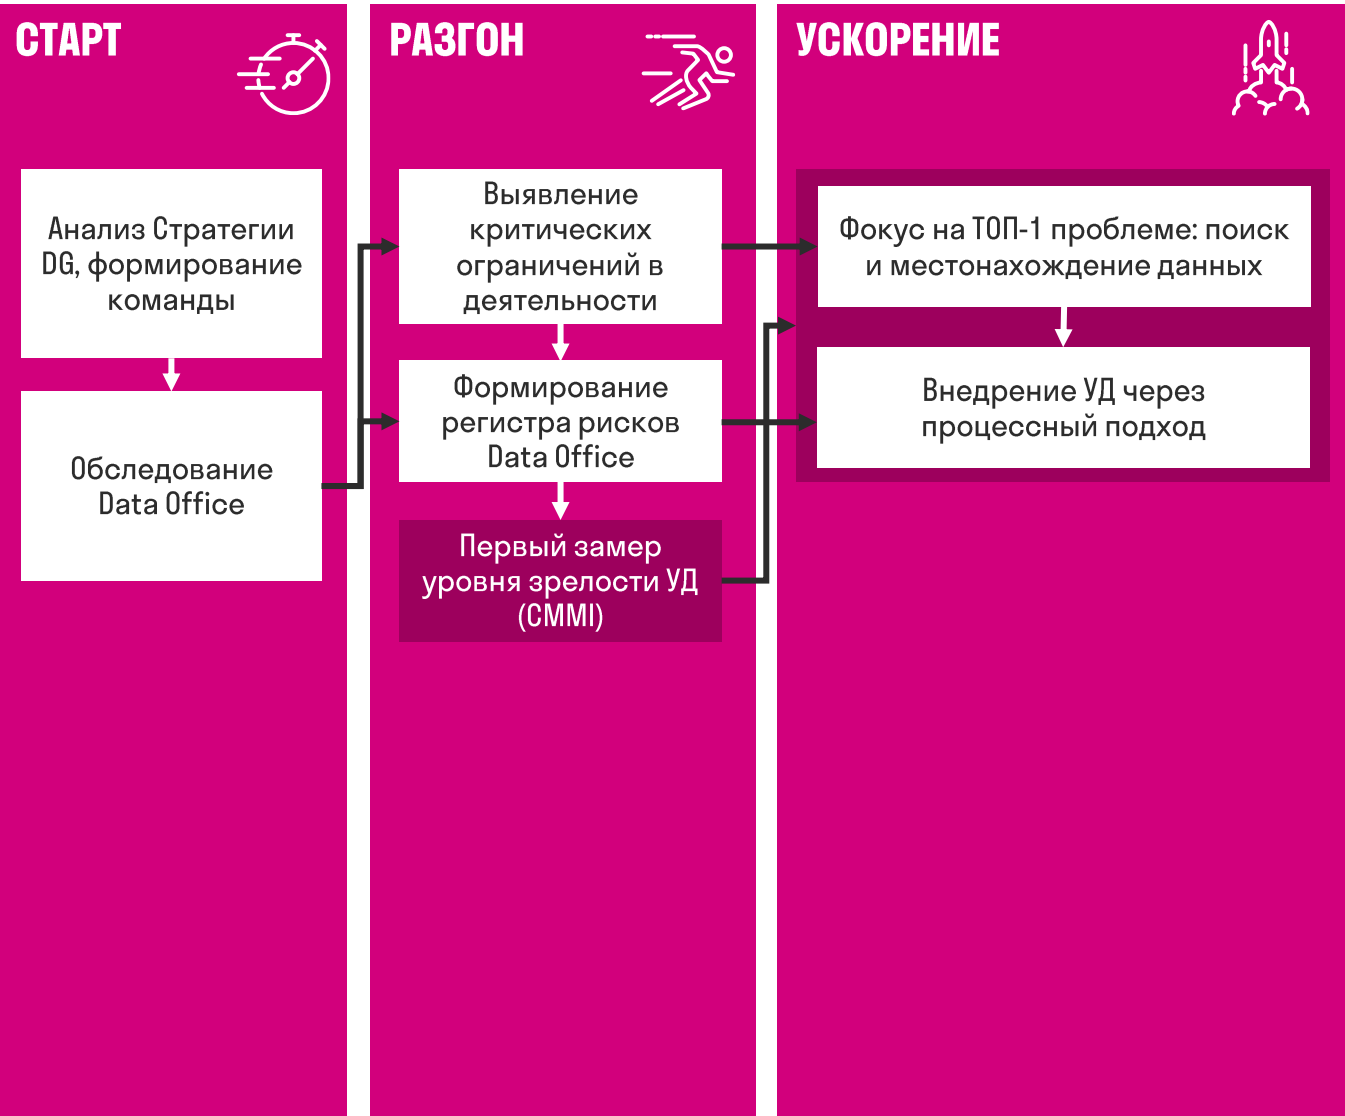 СТАРТ
Анализ Стратегии
DG, формирование
команды
Обследование
Data Office
РАЗГОН
Выявление
критических
ограничений в
деятельности
Формирование
регистра рисков
Data Office
Первый замер
уровня зрелости УД
(CMMI)
УСКОРЕНИЕ
Фокус на ТОП-1 проблеме: поиск
и местонахождение данных
Внедрение УД через
процессный подход